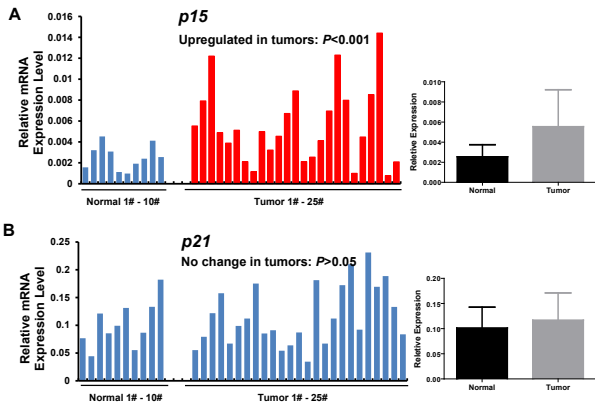 A
p15
Upregulated in tumors: P<0.001
Relative mRNA
Expression Level
0.016
0.014
0.012
0.01
0.008
0.006
0.004
0.002
0
Normal 1# - 10#
Tumor 1# - 25#
Relative Expression
0.010
0.008
0.006
0.004
0.002
0.000
Normal
Tumor
B
p21
No change in tumors: P>0.05
Relative mRNA
Expression Level
0.25
0.2
0.15
0.1
0.05
0
Normal 1# - 10#
Tumor 1# - 25#
Relative Expression
0.20
0.15
0.10
0.05
0.00
Normal
Tumor